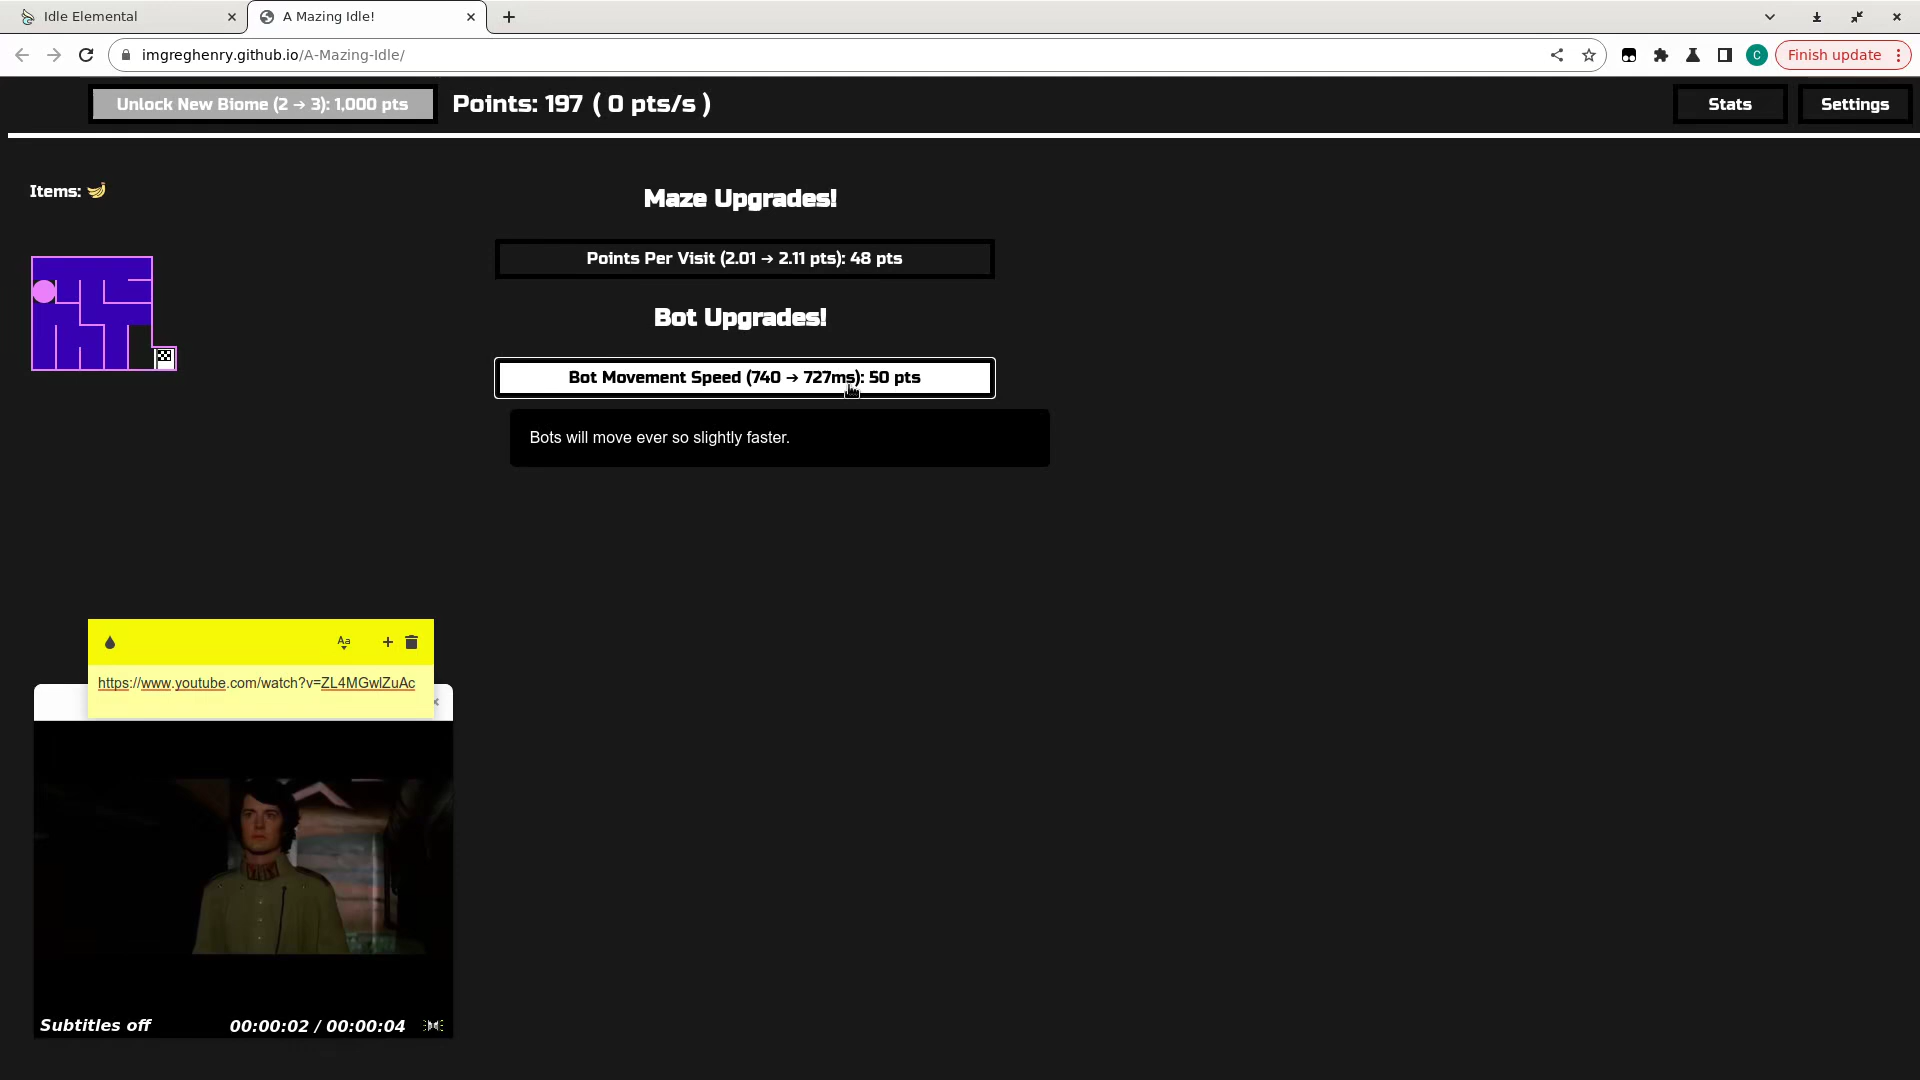 Idle Elemental
A Mazing Idle!
imgreghenry.github.io/A-Mazing-Idle/
C
Finish update
Unlock New Biome (2 → 3): 1,000 pts
Points: 197 ( 0 pts/s )
Stats
Settings
Items:
Maze Upgrades!
Points Per Visit (2.01 → 2.11 pts): 48 pts
Bot Upgrades!
Bot Movement Speed (740 → 727ms): 50 pts
Bots will move ever so slightly faster.
Aa
https://www.youtube.com/watch?v=ZL4MGwlZuAc
Subtitles off
00:00:02 / 00:00:04